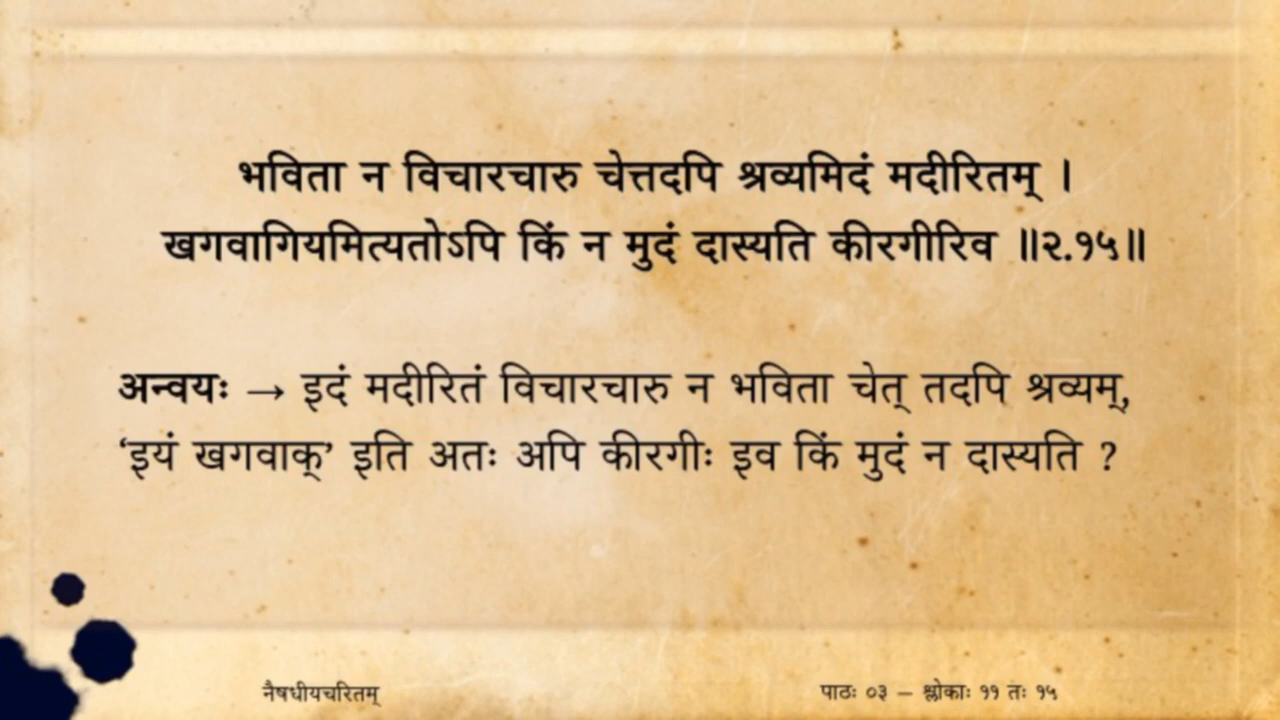 भविता न विचारचारु चेत्तदपि श्रव्यमिदं मदीरितम् ।
खगवागियमित्यतोऽपि किं न मुदं दास्यति कीरगीरिव ॥२.१५॥
अन्वयः → इदं मदीरितं विचारचारु न भविता चेत् तदपि श्रव्यम्,
‘इयं खगवाक्’ इति अतः अपि कीरगीः इव किं मुदं न दास्यति ?
नैषधीयचरितम्
पाठः ०३ – श्लोकाः ११ तः १५